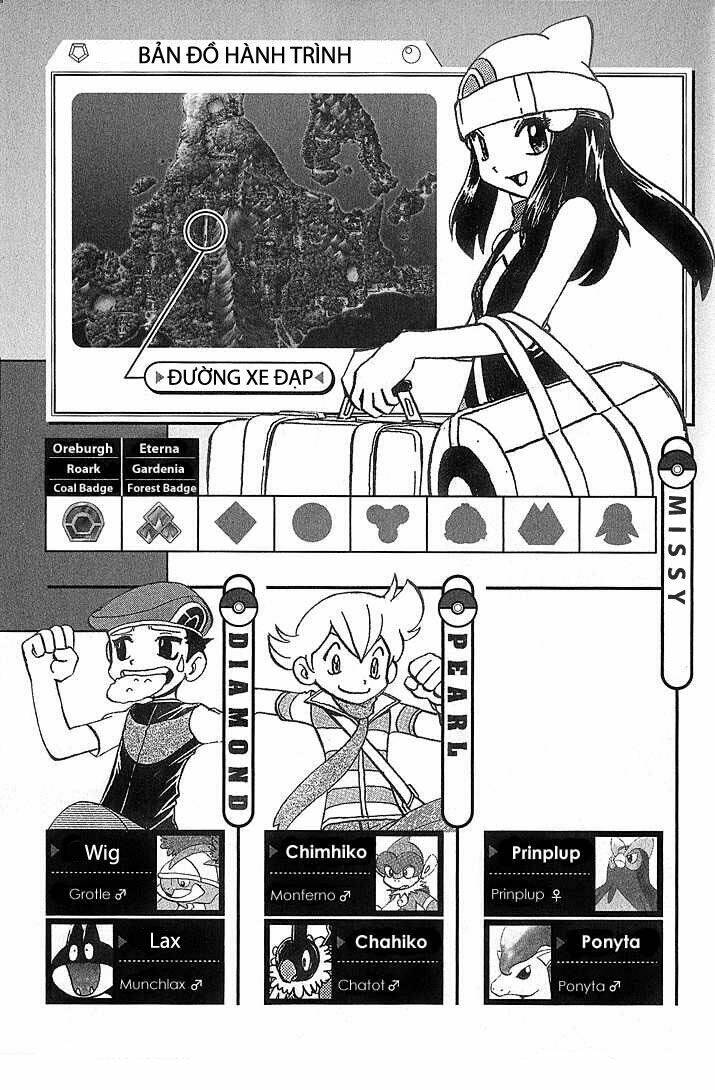 BẢN ĐỒ HÀNH TRÌNH
ĐƯỜNG XE ĐẠP
Oreburgh
Roark
Coal Badge
Eterna
Gardenia
Forest Badge
MISSY
DIAMOND
PEARL
Wig
Grotle ♂
Lax
Munchlax ♂
Chimhiko
Monferno ♂
Chahiko
Chatot ♂
Prinplup
Prinplup ♀
Ponyta
Ponyta ♂